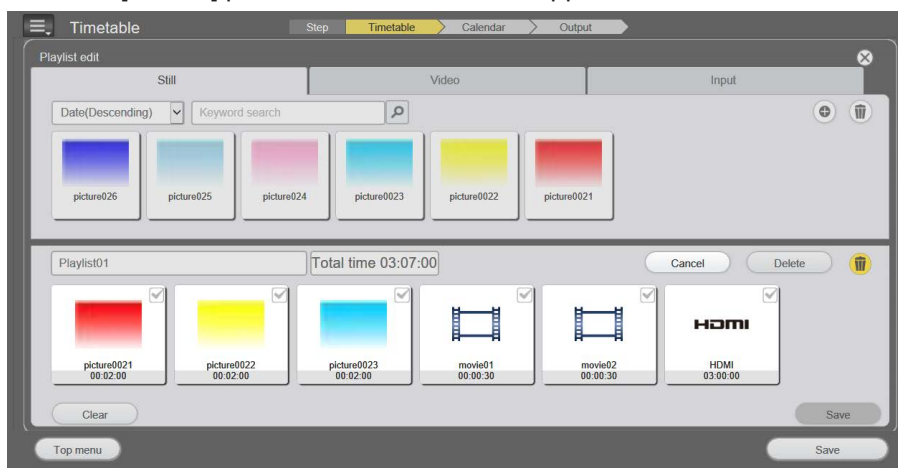 Timetable
Step Timetable Calendar Output
Playlist edit
Still Video Input
Date(Descending) Keyword search
picture026 picture025 picture024 picture0023 picture0022 picture0021
Playlist01 Total time 03:07:00 Cancel Delete
HDMI
picture0021 picture0022 picture0023 movie01 movie02 HDMI
00:02:00 00:02:00 00:02:00 00:00:30 00:00:30 03:00:00
Clear Save
Top menu Save